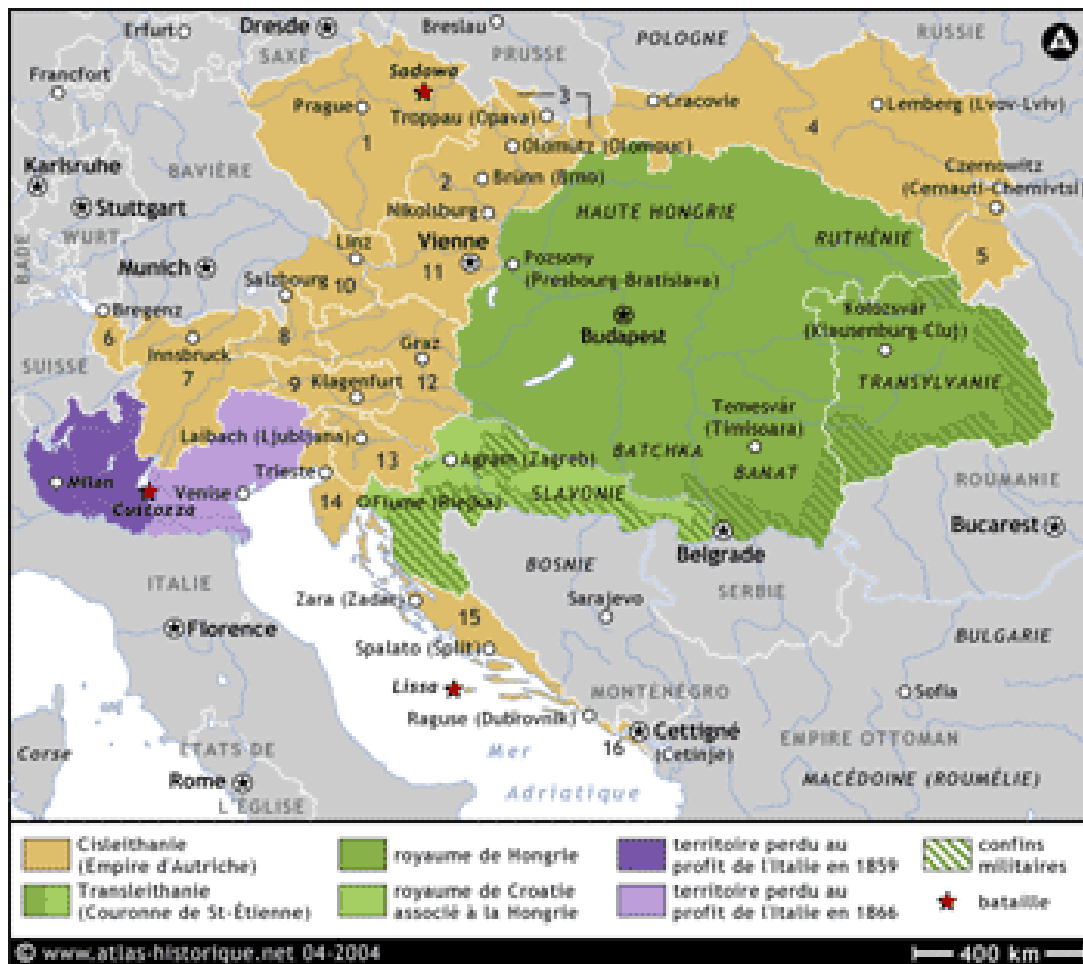 Erfurt
Dresde
Breslau
SAXE
PRUSSE
POLOGNE
RUSSIE
Francfort
Sadowa
Prague
3
Cracovie
Lemberg (Lvov-Lviv)
Troppau (Opava)
1
4
Olomütz (Olomouc)
Karlsruhe
BAVIÈRE
2
Brünn (Brno)
Czernowitz
(Cernauti-Chernivtsi)
Stuttgart
Nikolsburg
HAUTE HONGRIE
BADE
WURT.
Linz
Vienne
RUTHÉNIE
Munich
Pozsony
(Presbourg-Bratislava)
5
Salzbourg
10
11
Bregenz
Kolozsvár
(Klausenburg-Cluj)
6
Innsbruck
8
Graz
Budapest
SUISSE
7
9
Klagenfurt
12
TRANSYLVANIE
Temesvár
(Timisoara)
Laibach (Ljubljana)
BATCHKA
Milan
Trieste
13
Agram (Zagreb)
BANAT
Custozza
Venise
14
Fiume (Rijeka)
SLAVONIE
ROUMANIE
Bucarest
Belgrade
ITALIE
BOSNIE
Zara (Zadar)
Sarajevo
SERBIE
15
Florence
BULGARIE
Spalato (Split)
Lissa
MONTÉNÉGRO
Sofia
Raguse (Dubrovnik)
Corse
ETATS DE
L'ÉGLISE
Mer
Adriatique
16
Cettigné
(Cetinje)
EMPIRE OTTOMAN
Rome
MACÉDOINE (ROUMÉLIE)
Cisleithanie
(Empire d'Autriche)
Transleithanie
(Couronne de St-Étienne)
royaume de Hongrie
royaume de Croatie
associé à la Hongrie
territoire perdu au
profit de l'Italie en 1859
territoire perdu au
profit de l'Italie en 1866
confins
militaires
bataille
© www.atlas-historique.net 04-2004
400 km